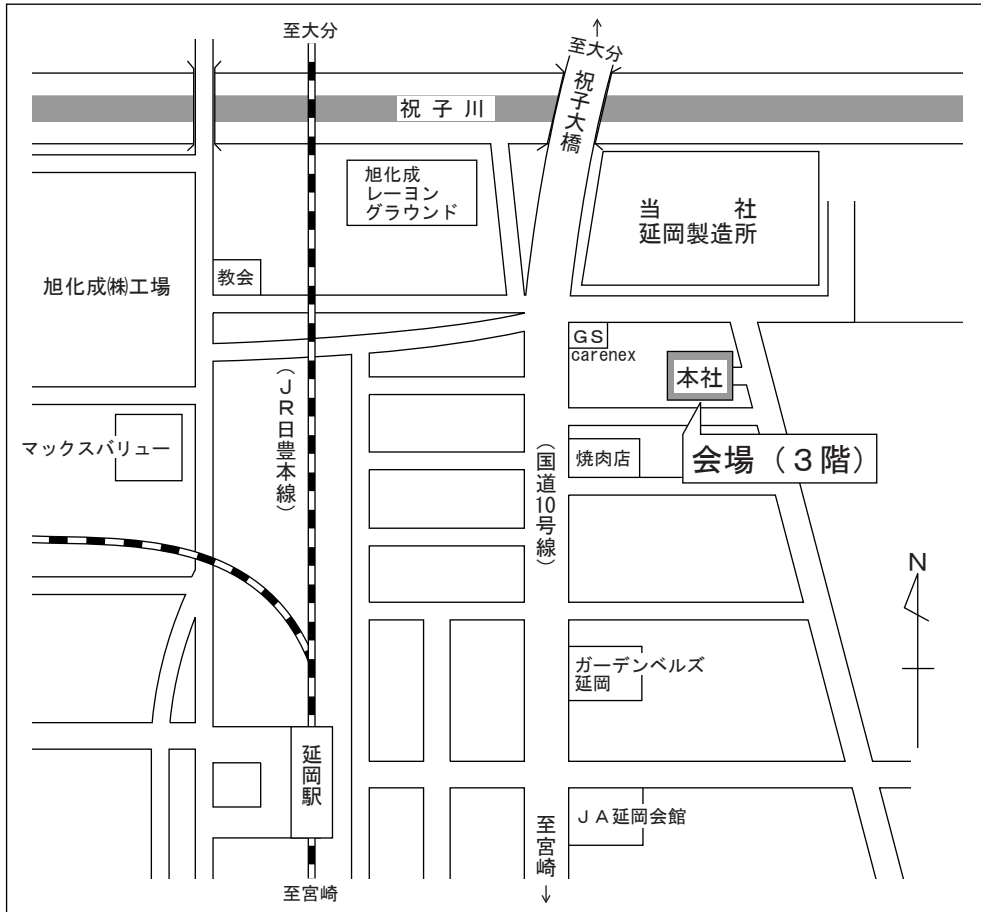 至大分
至大分
祝子川
祝子大橋
旭化成
レーヨン
グラウンド
当　　社
延岡製造所
旭化成㈱工場
教会
GS
carenex
本社
会場（３階）
（ＪＲ日豊本線）
マックスバリュー
（国道10号線）
焼肉店
N
ガーデンベルズ
延岡
延岡駅
ＪＡ延岡会館
至宮崎
至宮崎